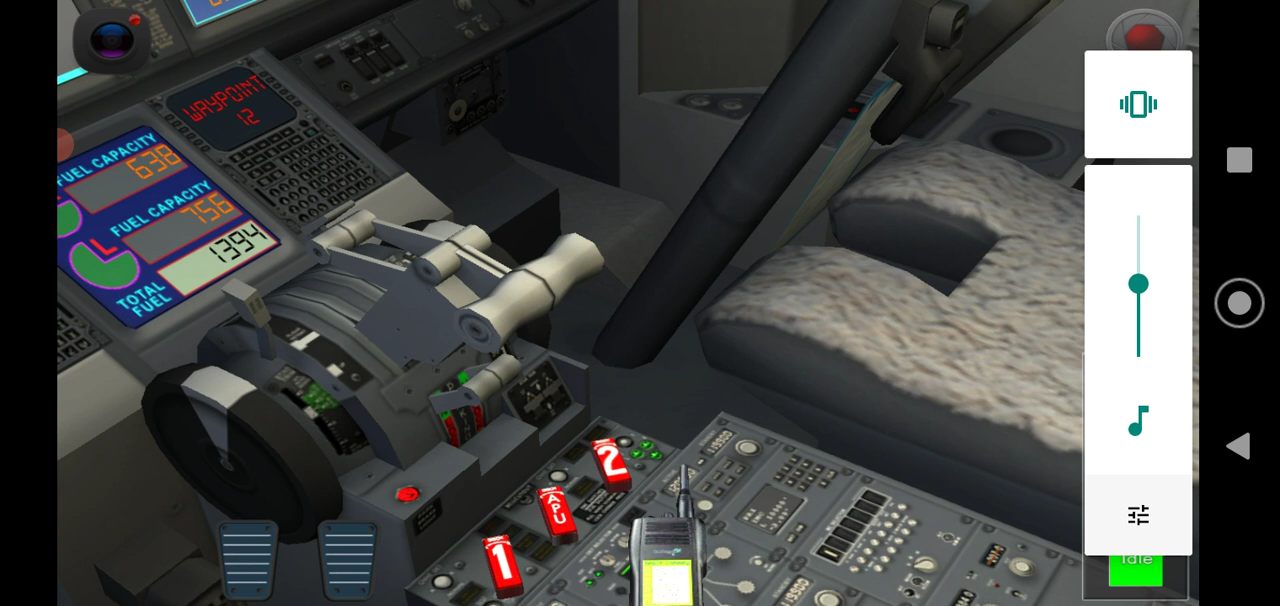 WAYPOINT
12
FUEL CAPACITY
638
FUEL CAPACITY
756
L
1394
TOTAL
FUEL
2
APU
1
Idle